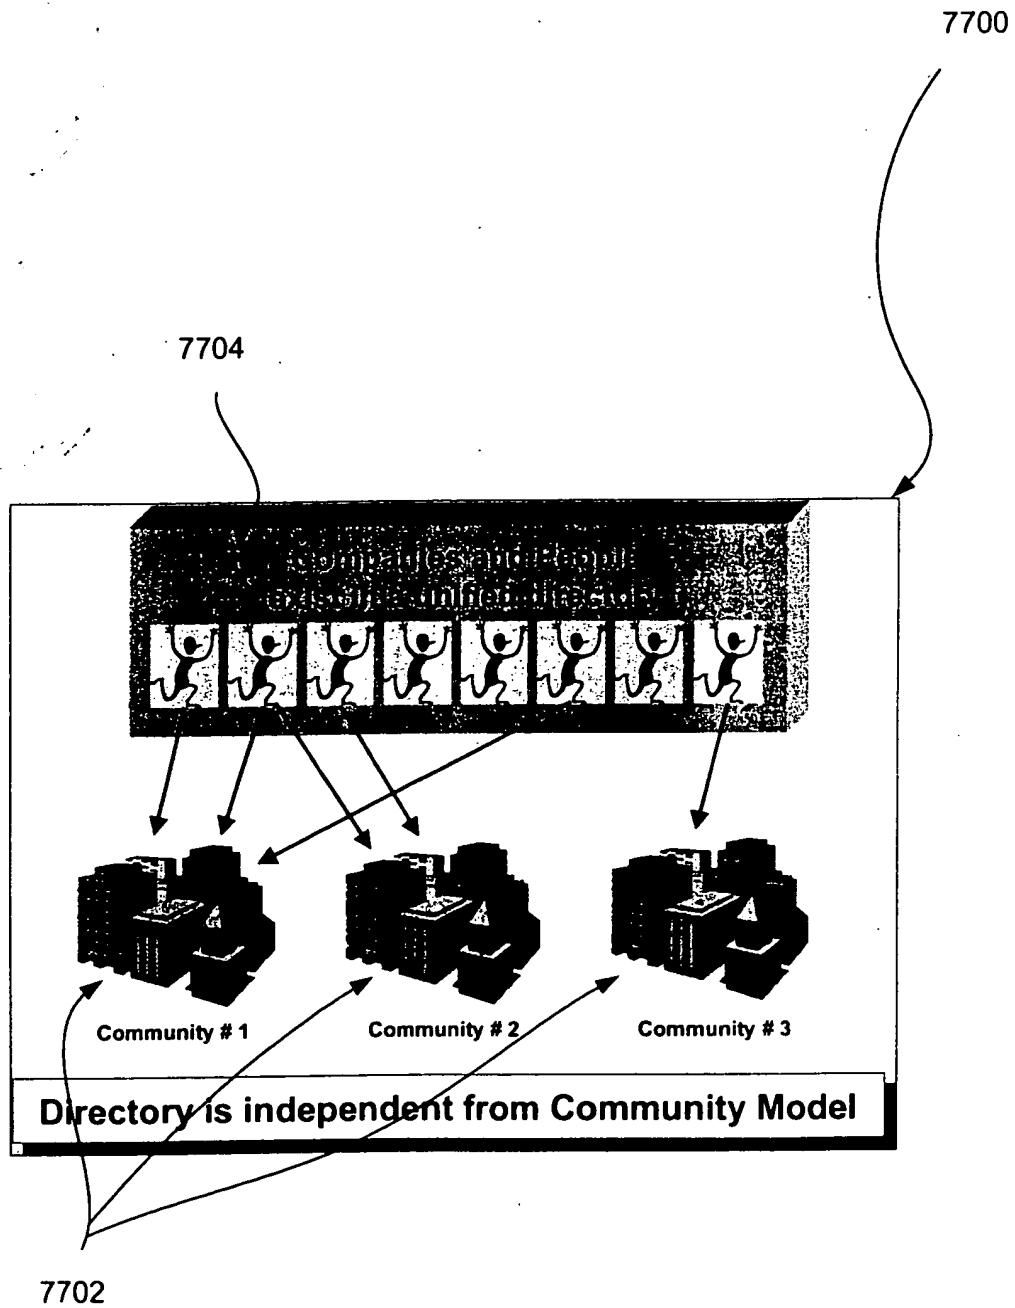 7700
7704
Companies and People
exist in a unified directory
Community # 1
Community # 2
Community # 3
Directory is independent from Community Model
7702